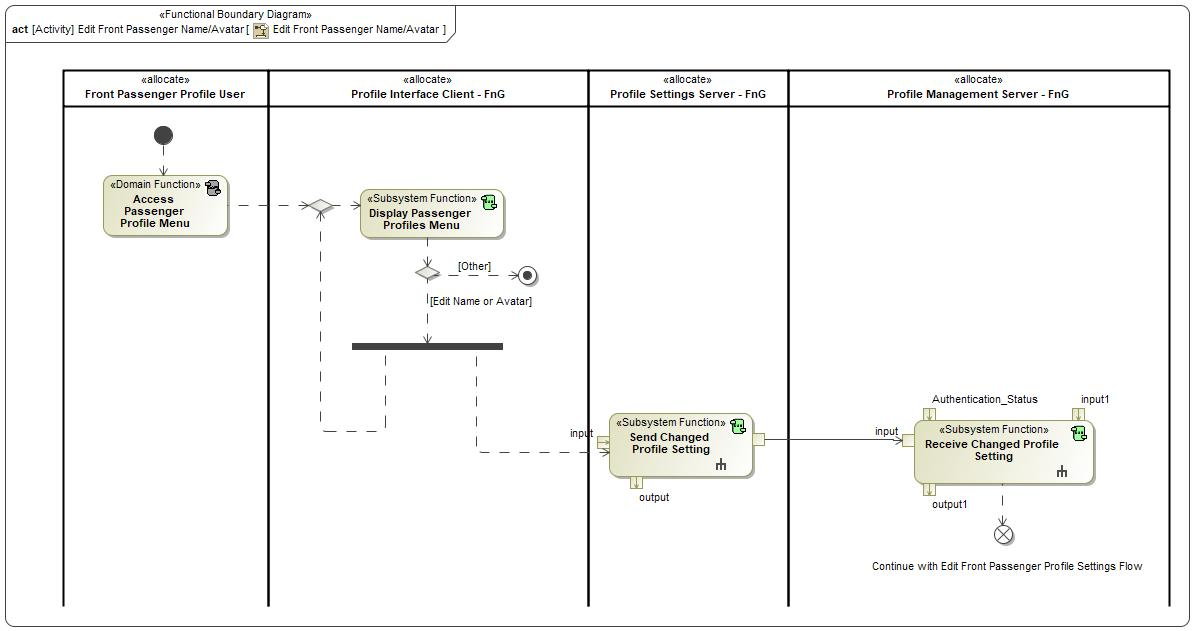 «Functional Boundary Diagram»
act [Activity] Edit Front Passenger Name/Avatar [ Edit Front Passenger Name/Avatar ]
«allocate»
Front Passenger Profile User
«allocate»
Profile Interface Client - FnG
«allocate»
Profile Settings Server - FnG
«allocate»
Profile Management Server - FnG
«Domain Function»
Access
Passenger
Profile Menu
«Subsystem Function»
Display Passenger
Profiles Menu
[Other]
[Edit Name or Avatar]
input
«Subsystem Function»
Send Changed
Profile Setting
output
Authentication_Status
input1
input
«Subsystem Function»
Receive Changed Profile
Setting
output1
Continue with Edit Front Passenger Profile Settings Flow